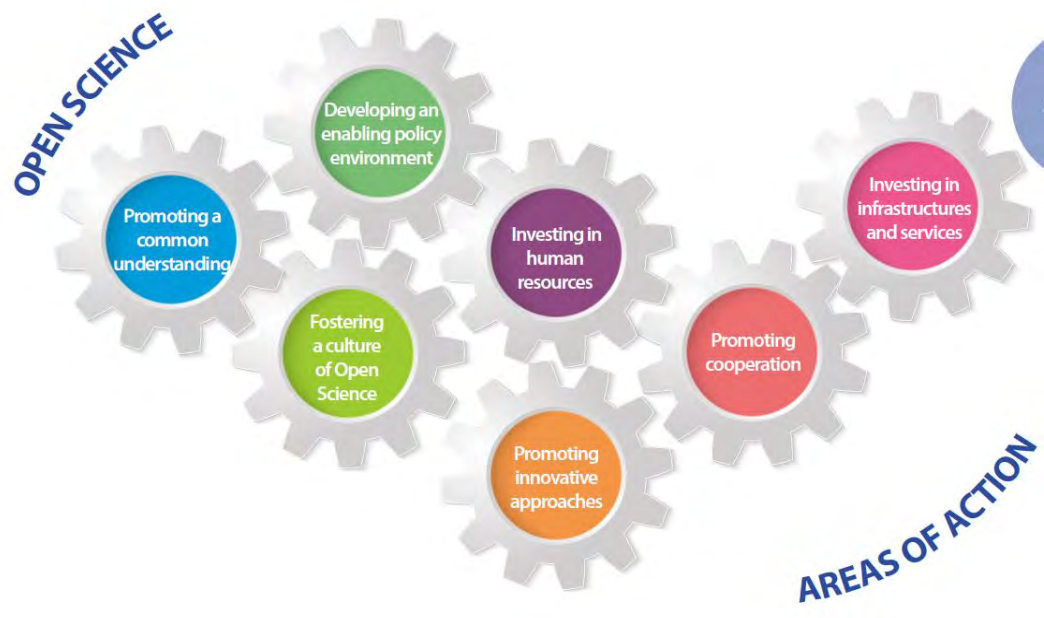 OPEN SCIENCE
Developing an
enabling policy
environment
Promoting a
common
understanding
Investing in
human
resources
Investing in
infrastructures
and services
Fostering
a culture
of Open
Science
Promoting
cooperation
Promoting
innovative
approaches
AREAS OF ACTION